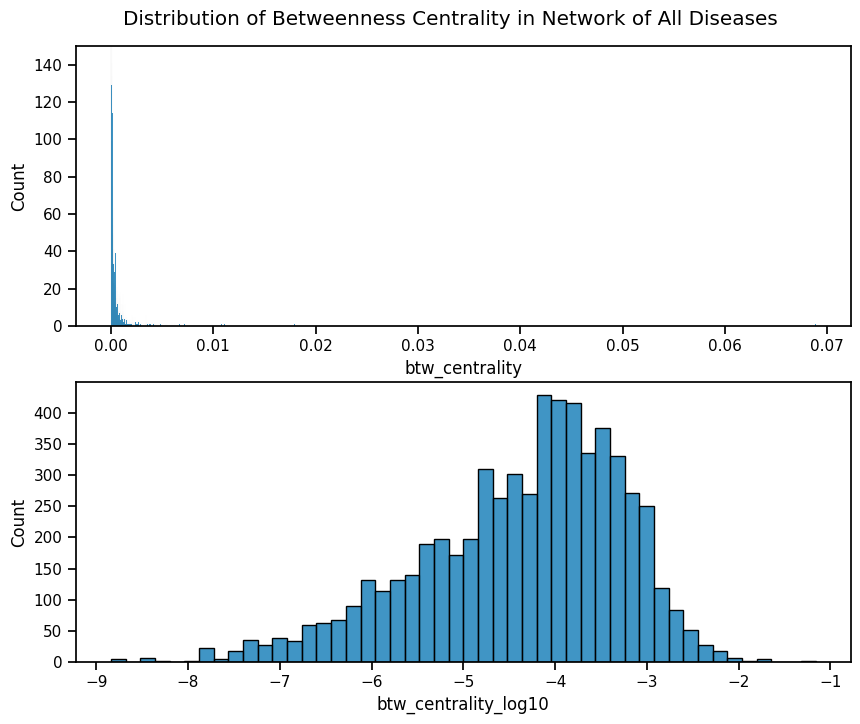 Distribution of Betweenness Centrality in Network of All Diseases
140
120
100
80
60
40
20
0
Count
0.00 0.01 0.02 0.03 0.04 0.05 0.06 0.07
btw_centrality
400
350
300
250
200
150
100
50
0
Count
−9 −8 −7 −6 −5 −4 −3 −2 −1
btw_centrality_log10